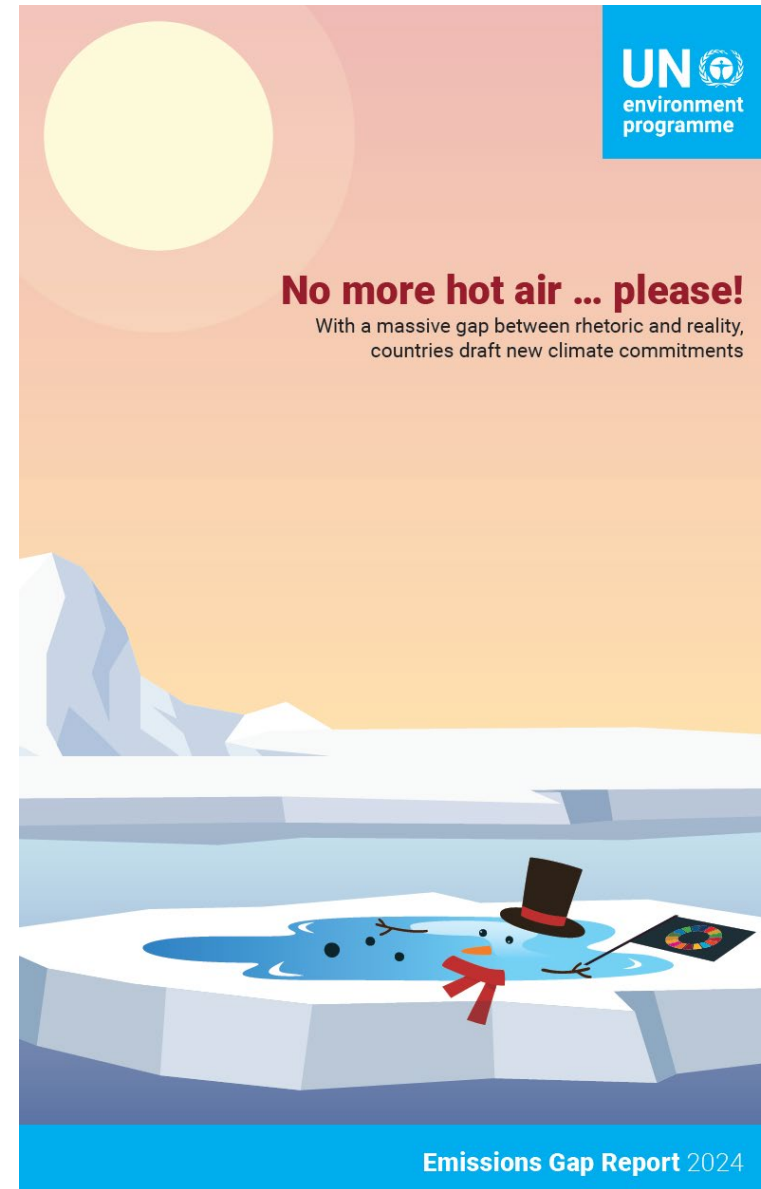 UN
environment
programme
No more hot air ... please!
With a massive gap between rhetoric and reality,
countries draft new climate commitments
Emissions Gap Report 2024